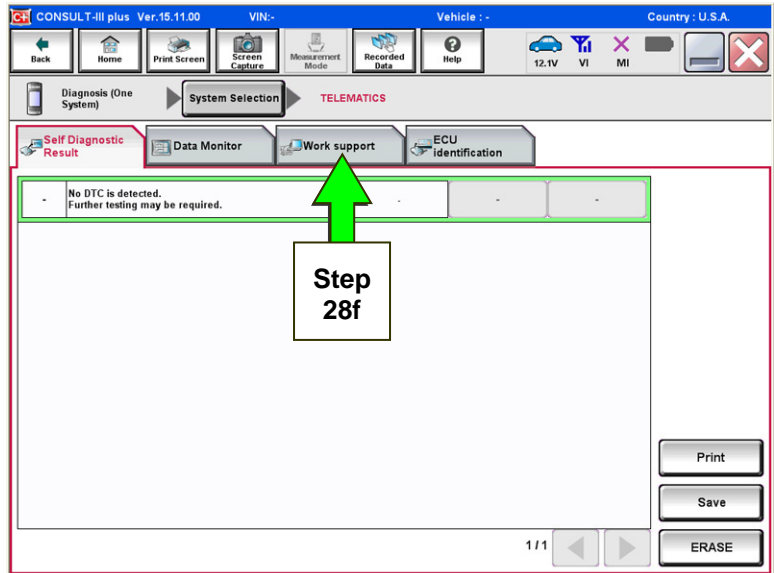 C+ CONSULT-III plus Ver.15.11.00 VIN:- Vehicle : - Country : U.S.A.
Back
Home
Print Screen
Screen
Capture
Measurement
Mode
Recorded
Data
Help
12.1V
VI
MI
Diagnosis (One
System)
System Selection
TELEMATICS
Self Diagnostic
Result
Data Monitor
Work support
ECU
identification
-
No DTC is detected.
Further testing may be required.
-
-
-
Step
28f
Print
Save
1/1
ERASE